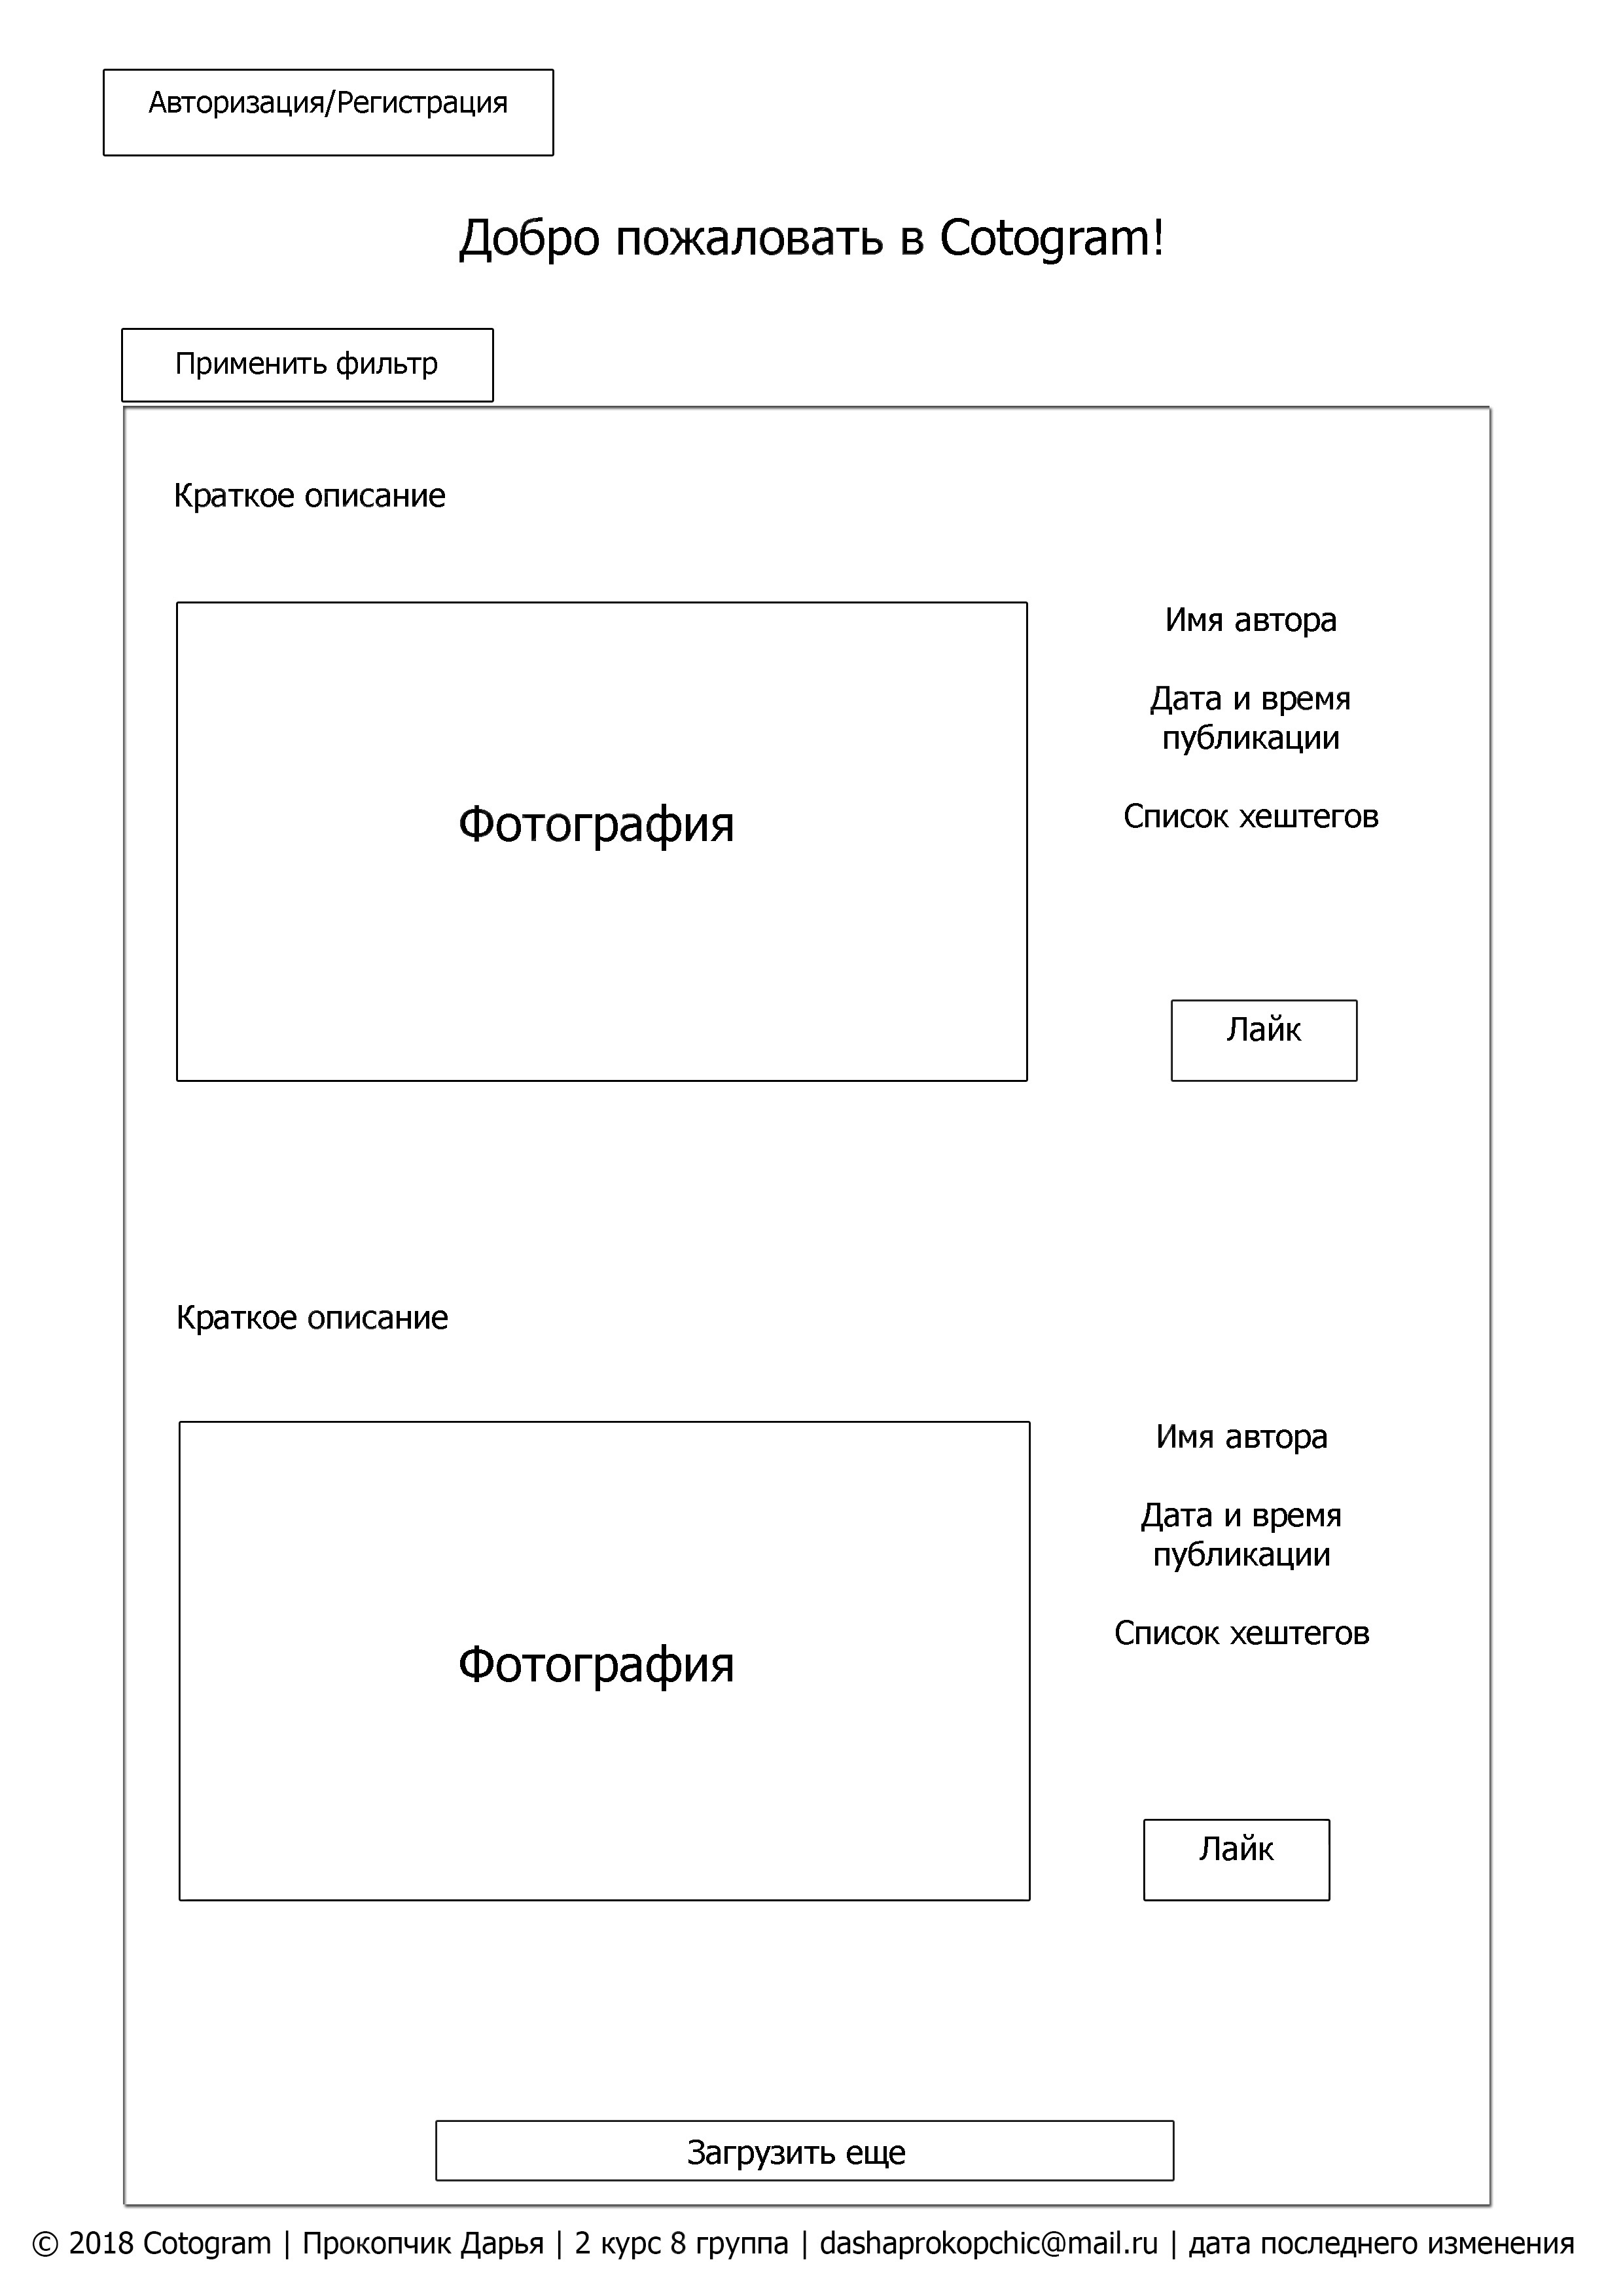 Авторизация/Регистрация
Добро пожаловать в Cotogram!
Применить фильтр
Краткое описание
Фотография
Имя автора
Дата и время
публикации
Список хештегов
Лайк
Краткое описание
Фотография
Имя автора
Дата и время
публикации
Список хештегов
Лайк
Загрузить еще
© 2018 Cotogram | Прокопчик Дарья | 2 курс 8 группа | dashaprokopchic@mail.ru | дата последнего изменения